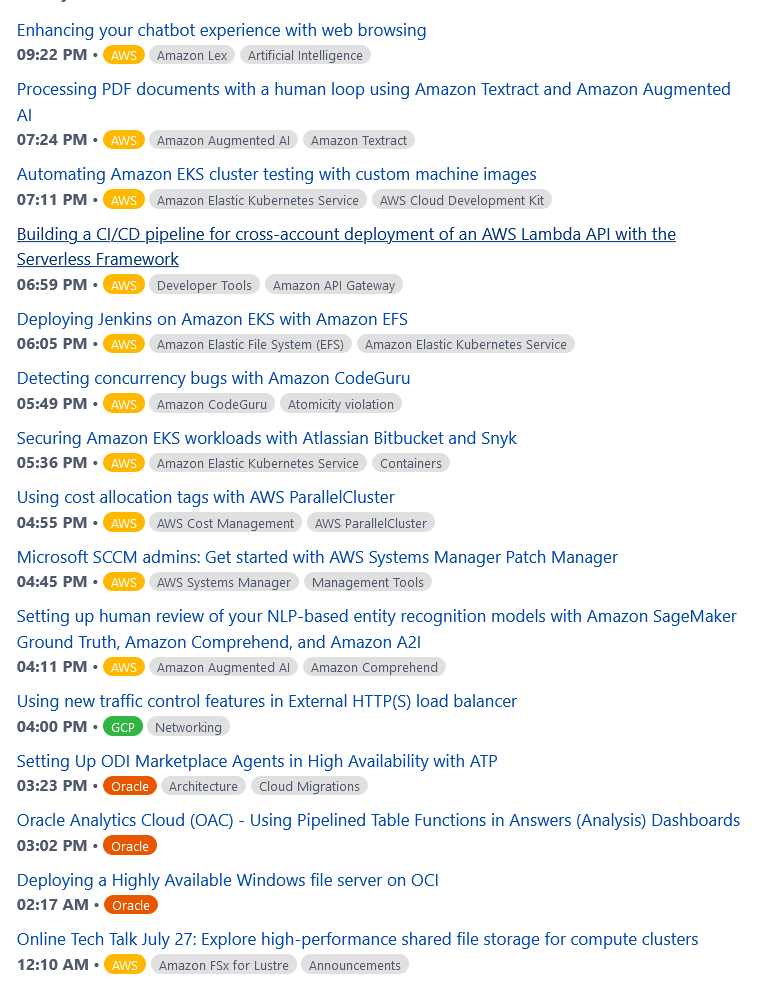 Enhancing your chatbot experience with web browsing
09:22 PM • AWS Amazon Lex Artificial Intelligence
Processing PDF documents with a human loop using Amazon Textract and Amazon Augmented
AI
07:24 PM • AWS Amazon Augmented AI Amazon Textract
Automating Amazon EKS cluster testing with custom machine images
07:11 PM • AWS Amazon Elastic Kubernetes Service AWS Cloud Development Kit
Building a CI/CD pipeline for cross-account deployment of an AWS Lambda API with the
Serverless Framework
06:59 PM • AWS Developer Tools Amazon API Gateway
Deploying Jenkins on Amazon EKS with Amazon EFS
06:05 PM • AWS Amazon Elastic File System (EFS) Amazon Elastic Kubernetes Service
Detecting concurrency bugs with Amazon CodeGuru
05:49 PM • AWS Amazon CodeGuru Atomicity violation
Securing Amazon EKS workloads with Atlassian Bitbucket and Snyk
05:36 PM • AWS Amazon Elastic Kubernetes Service Containers
Using cost allocation tags with AWS ParallelCluster
04:55 PM • AWS AWS Cost Management AWS ParallelCluster
Microsoft SCCM admins: Get started with AWS Systems Manager Patch Manager
04:45 PM • AWS AWS Systems Manager Management Tools
Setting up human review of your NLP-based entity recognition models with Amazon SageMaker
Ground Truth, Amazon Comprehend, and Amazon A2I
04:11 PM • AWS Amazon Augmented AI Amazon Comprehend
Using new traffic control features in External HTTP(S) load balancer
04:00 PM • GCP Networking
Setting Up ODI Marketplace Agents in High Availability with ATP
03:23 PM • Oracle Architecture Cloud Migrations
Oracle Analytics Cloud (OAC) - Using Pipelined Table Functions in Answers (Analysis) Dashboards
03:02 PM • Oracle
Deploying a Highly Available Windows file server on OCI
02:17 AM • Oracle
Online Tech Talk July 27: Explore high-performance shared file storage for compute clusters
12:10 AM • AWS Amazon FSx for Lustre Announcements